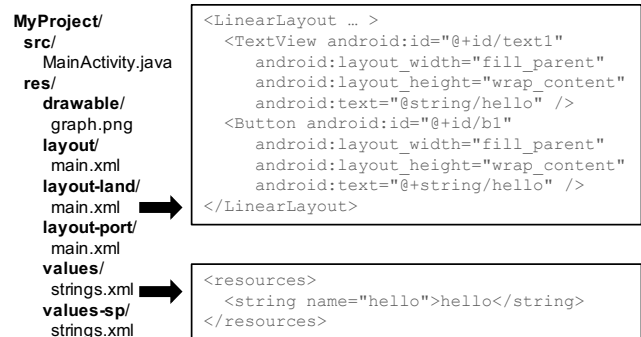 MyProject/
src/
MainActivity.java
res/
drawable/
graph.png
layout/
main.xml
layout-land/
main.xml
layout-port/
main.xml
values/
strings.xml
values-sp/
strings.xml
<LinearLayout … >
<TextView android:id="@+id/text1"
android:layout_width="fill_parent"
android:layout_height="wrap_content"
android:text="@string/hello" />
<Button android:id="@+id/b1"
android:layout_width="fill_parent"
android:layout_height="wrap_content"
android:text="@+string/hello" />
</LinearLayout>
<resources>
<string name="hello">hello</string>
</resources>